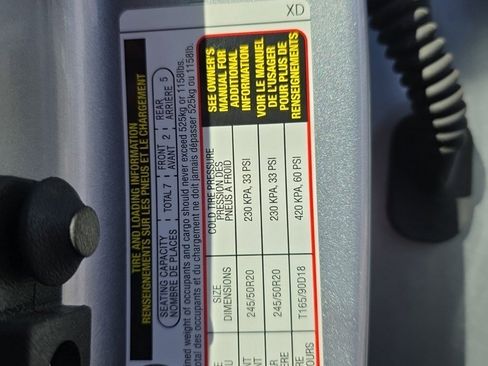 XD
TIRE AND LOADING INFORMATION
RENSEIGNEMENTS SUR LES PNEUS ET LE CHARGEMENT
SEATING CAPACITY
NOMBRE DE PLACES
TOTAL 7
FRONT
AVANT 2
REAR
ARRIÈRE 5
weight of occupants and cargo should never exceed 525kg or 1158lbs.
total des occupants et du chargement ne doit jamais dépasser 525kg ou 1158lb.
SIZE
DIMENSIONS
COLD TIRE PRESSURE
PRESSION DES
PNEUS À FROID
SEE OWNER'S
MANUAL FOR
ADDITIONAL
INFORMATION
VOIR LE MANUEL
DE L'USAGER
POUR PLUS DE
RENSEIGNEMENTS
245/50R20
230 KPA, 33 PSI
245/50R20
230 KPA, 33 PSI
T165/90D18
420 KPA, 60 PSI